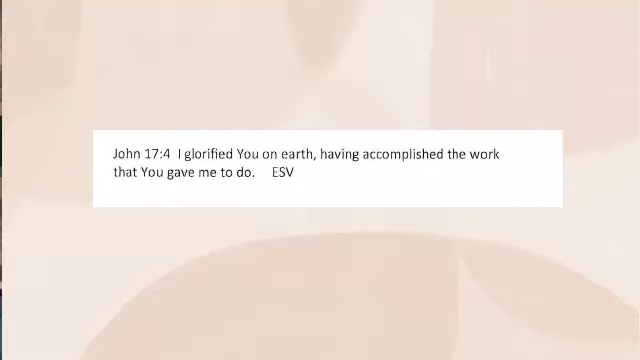 John 17:4  I glorified You on earth, having accomplished the work
that You gave me to do.    ESV